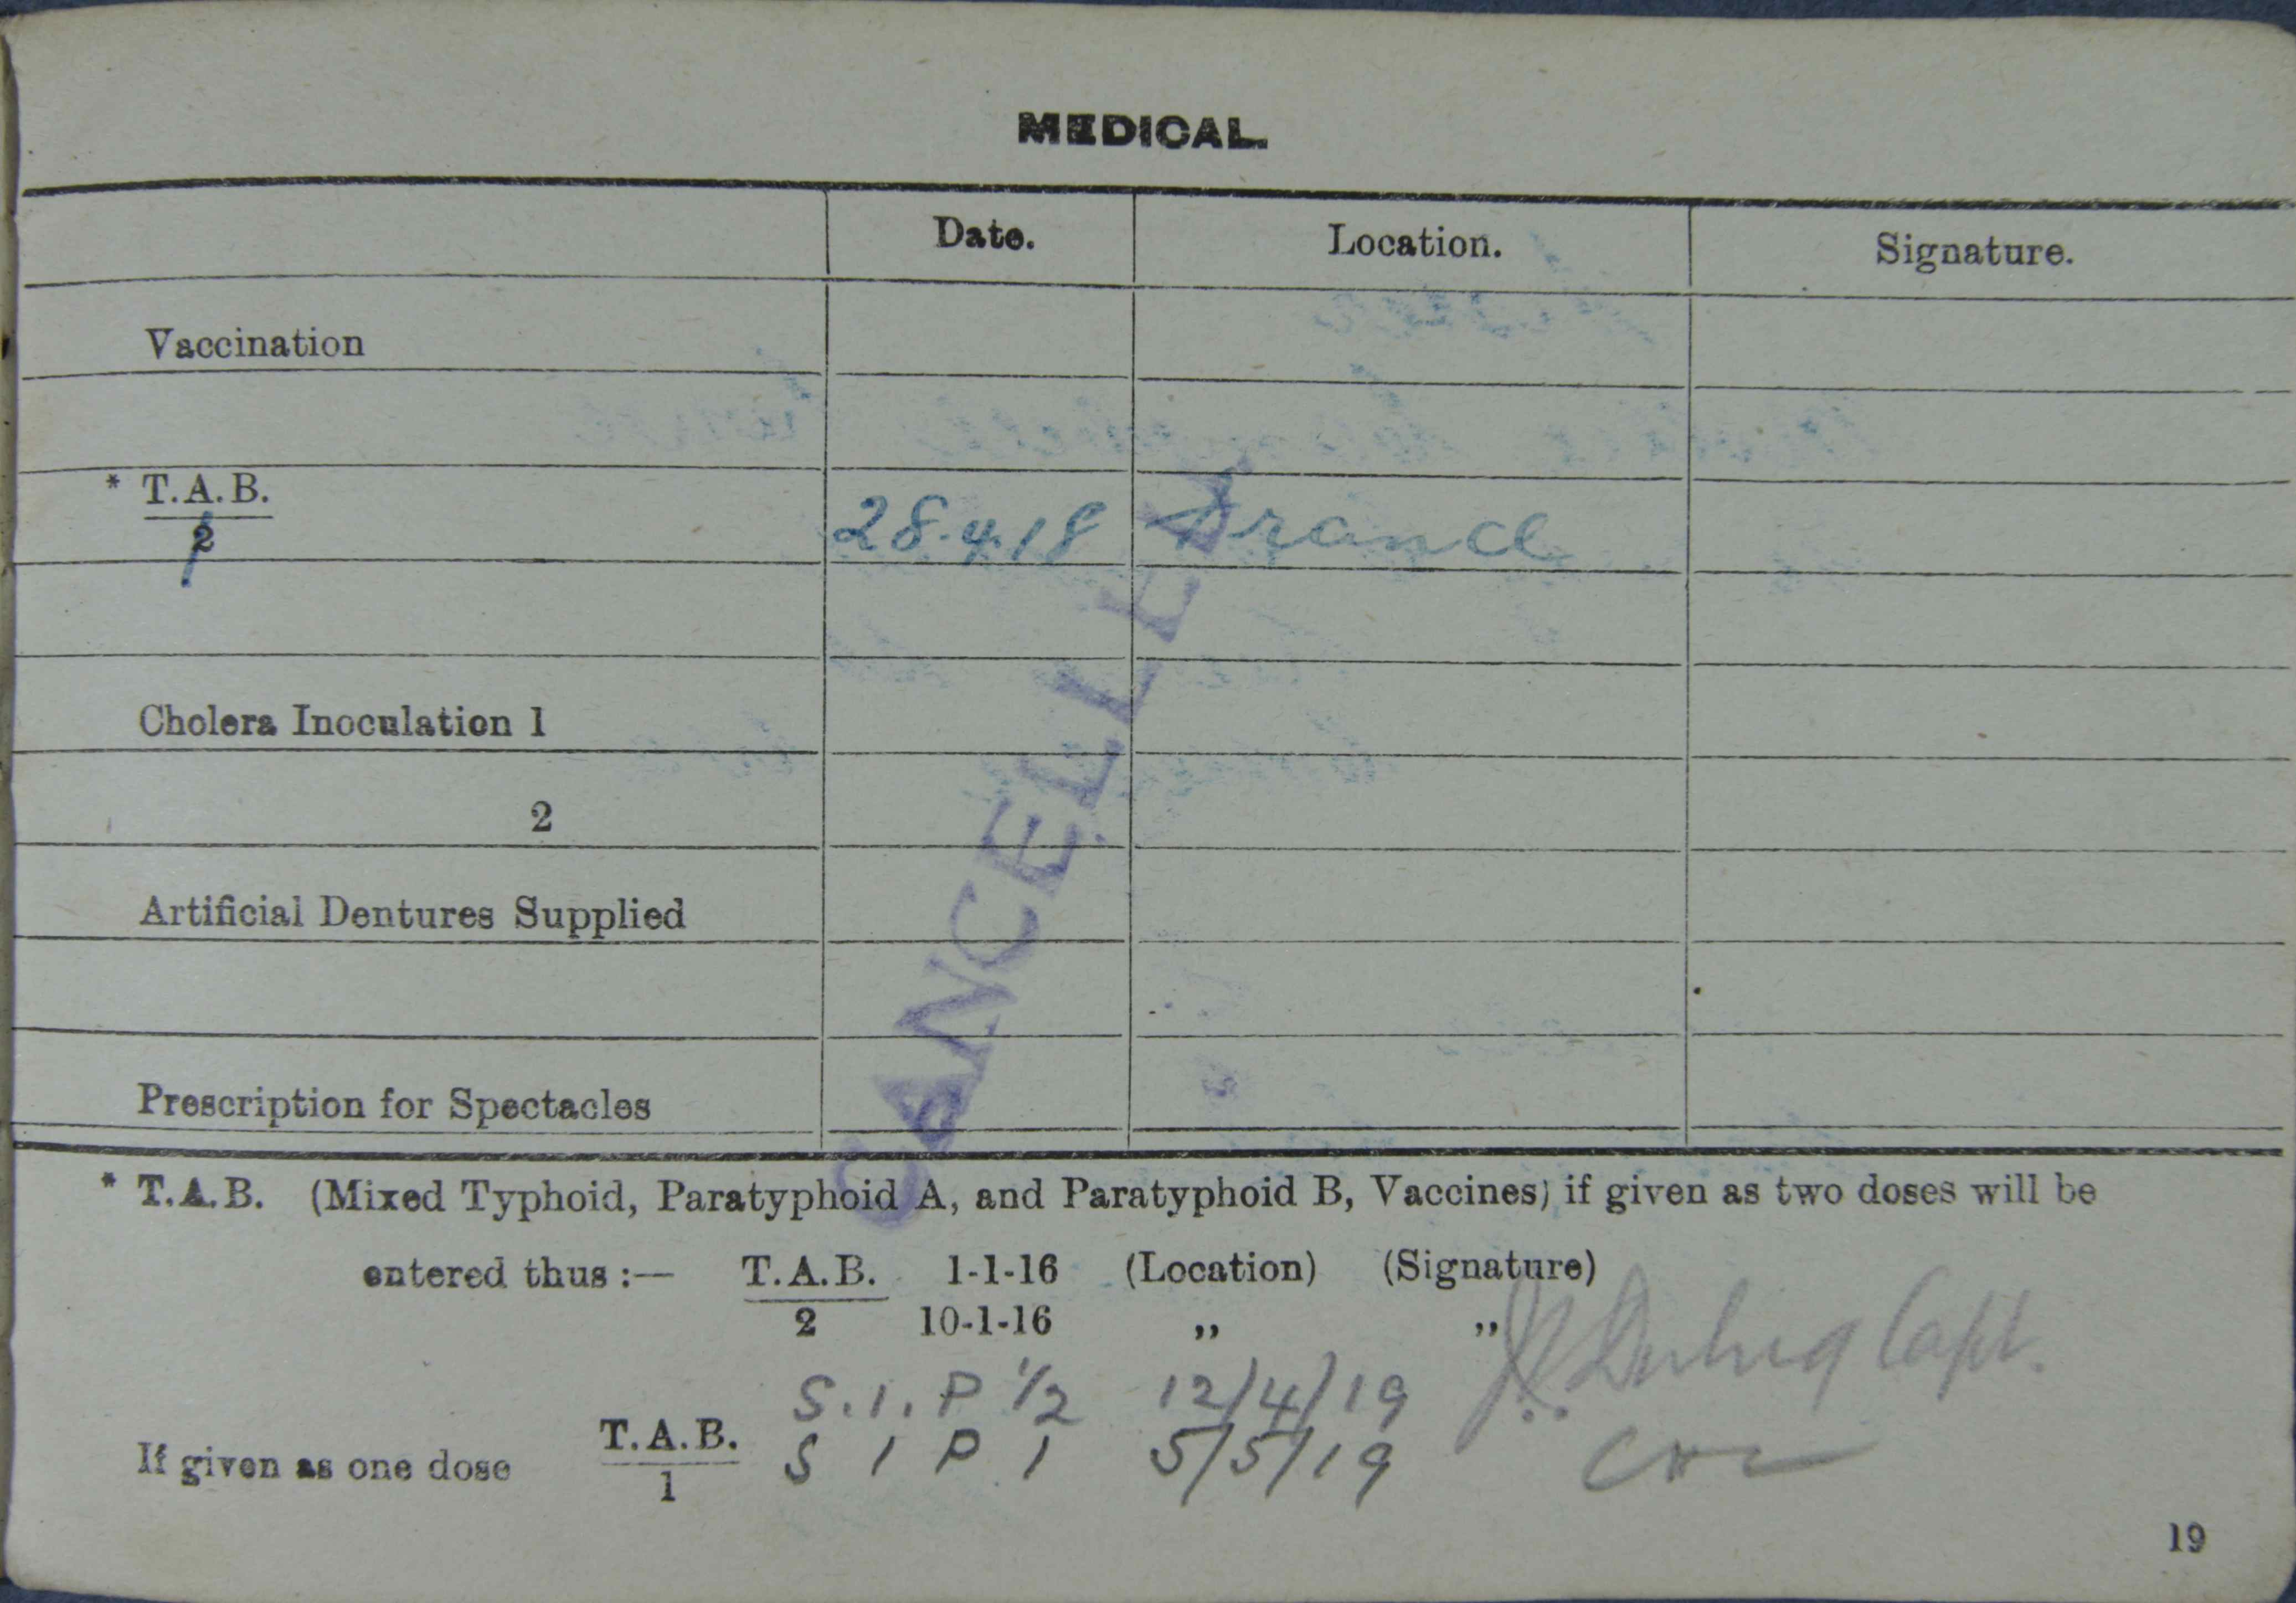 MEDICAL.
Date. Location. Signature.
Vaccination
* T.A.B. 28.4.18 France
2
Cholera Inoculation 1
2
Artificial Dentures Supplied
Prescription for Spectacles
CANCELLED
* T.A.B. (Mixed Typhoid, Paratyphoid A, and Paratyphoid B, Vaccines) if given as two doses will be
entered thus :— T.A.B. 1-1-16 (Location) (Signature)
2 10-1-16 „ „
S.I.P 1/2 12/4/19 Capt.
If given as one dose T.A.B. S I P 1 5/5/19
1
19